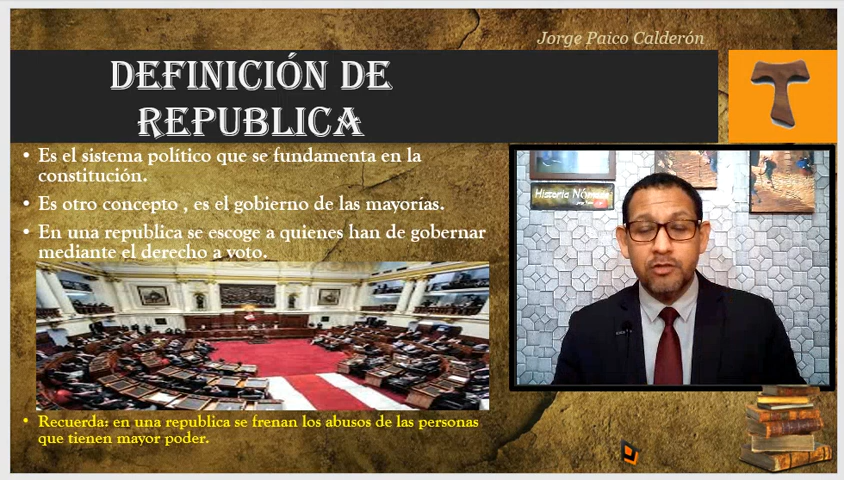 Jorge Paico Calderón
DEFINICIÓN DE
REPUBLICA
• Es el sistema político que se fundamenta en la
constitución.
• Es otro concepto , es el gobierno de las mayorías.
• En una republica se escoge a quienes han de gobernar
mediante el derecho a voto.
Historia
• Recuerda: en una republica se frenan los abusos de las personas
que tienen mayor poder.